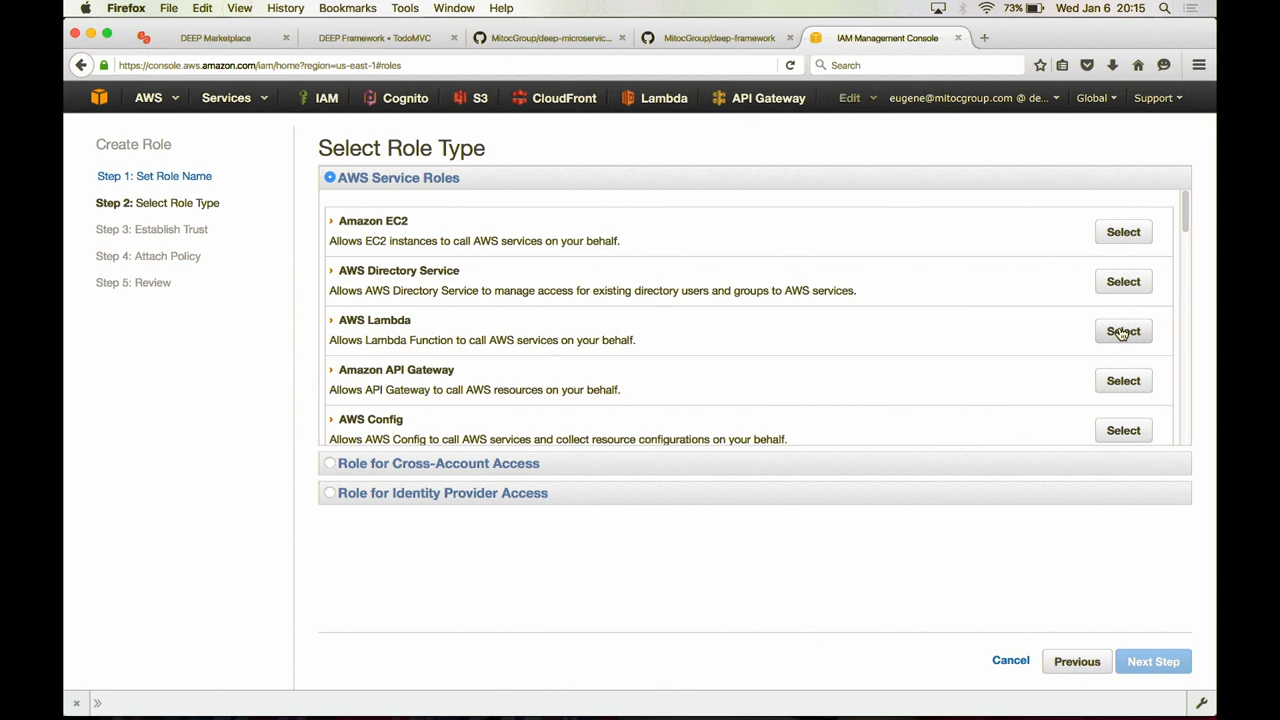 Firefox File Edit View History Bookmarks Tools Window Help 73% Wed Jan 6 20:15
DEEP Marketplace × DEEP Framework • TodoMVC × MitocGroup/deep-microservic... × MitocGroup/deep-framework × IAM Management Console × +
https://console.aws.amazon.com/iam/home?region=us-east-1#roles Search
AWS Services IAM Cognito S3 CloudFront Lambda API Gateway Edit eugene@mitocgroup.com @ de... Global Support
Create Role
Step 1: Set Role Name
Step 2: Select Role Type
Step 3: Establish Trust
Step 4: Attach Policy
Step 5: Review
Select Role Type
AWS Service Roles
Amazon EC2
Allows EC2 instances to call AWS services on your behalf.
Select
AWS Directory Service
Allows AWS Directory Service to manage access for existing directory users and groups to AWS services.
Select
AWS Lambda
Allows Lambda Function to call AWS services on your behalf.
Select
Amazon API Gateway
Allows API Gateway to call AWS resources on your behalf.
Select
AWS Config
Allows AWS Config to call AWS services and collect resource configurations on your behalf.
Select
Role for Cross-Account Access
Role for Identity Provider Access
Cancel Previous Next Step